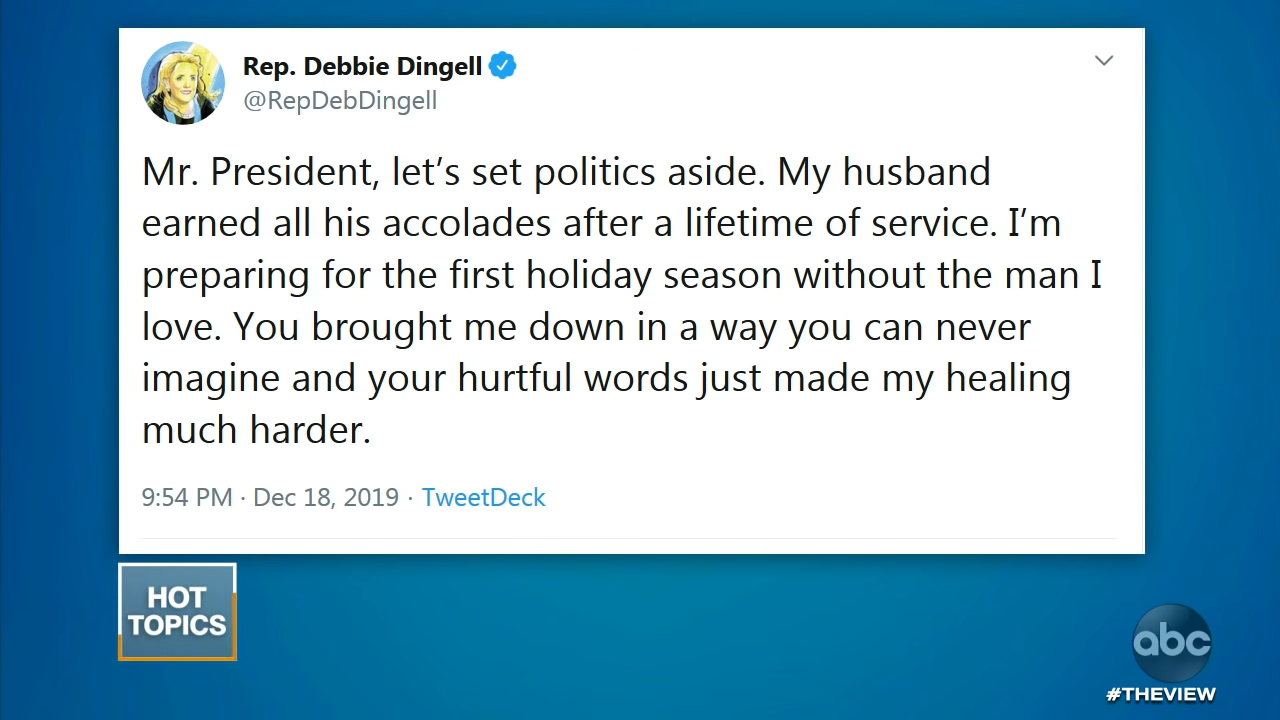 Rep. Debbie Dingell
@RepDebDingell
Mr. President, let’s set politics aside. My husband
earned all his accolades after a lifetime of service. I’m
preparing for the first holiday season without the man I
love. You brought me down in a way you can never
imagine and your hurtful words just made my healing
much harder.
9:54 PM · Dec 18, 2019 · TweetDeck
HOT
TOPICS
abc
#THEVIEW